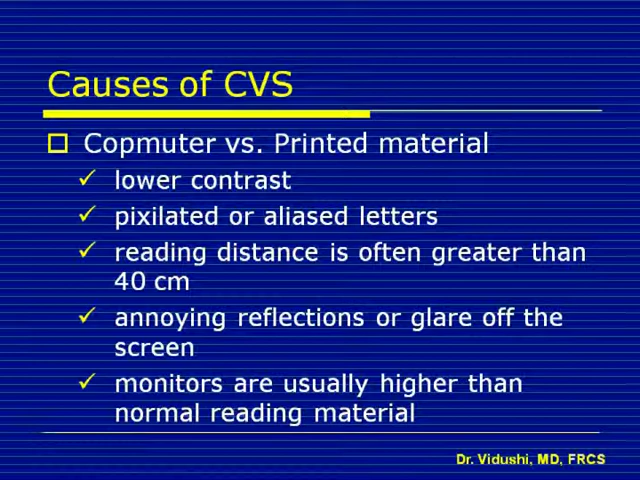 Causes of CVS
Copmuter vs. Printed material
lower contrast
pixilated or aliased letters
reading distance is often greater than
40 cm
annoying reflections or glare off the
screen
monitors are usually higher than
normal reading material
Dr. Vidushi, MD, FRCS